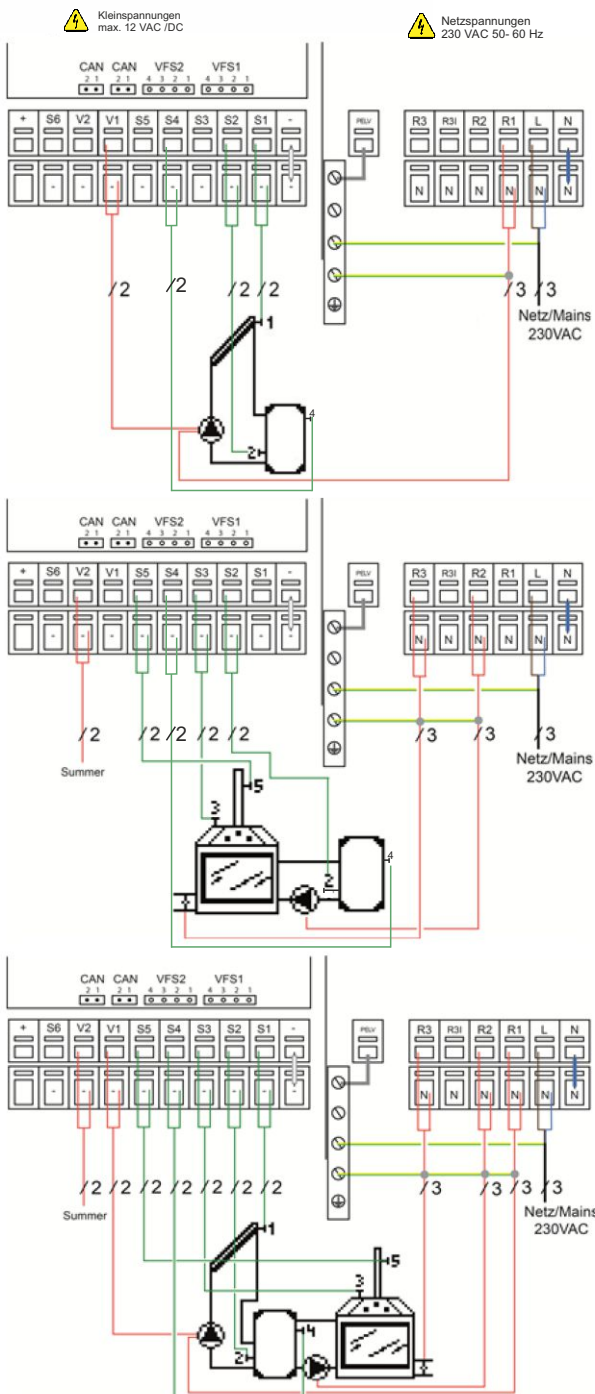 Kleinspannungen
max. 12 VAC /DC
Netzspannungen
230 VAC 50- 60 Hz
CAN CAN VFS2 VFS1
2 1 2 1 4 3 2 1 4 3 2 1
+ S6 V2 V1 S5 S4 S3 S2 S1 - PELV R3 R3I R2 R1 L N
- - - - - - - - N N N N N N
/2 /2 /2 /2 /3 /3
Netz/Mains
230VAC
1
4
2
CAN CAN VFS2 VFS1
2 1 2 1 4 3 2 1 4 3 2 1
+ S6 V2 V1 S5 S4 S3 S2 S1 - PELV R3 R3I R2 R1 L N
- - - - - - - - - N N N N N N
/2 /2 /2 /2 /2 /3 /3 /3
Summer
Netz/Mains
230VAC
5
3
4
2
CAN CAN VFS2 VFS1
2 1 2 1 4 3 2 1 4 3 2 1
+ S6 V2 V1 S5 S4 S3 S2 S1 - PELV R3 R3I R2 R1 L N
- - - - - - - - N N N N N N
/2 /2 /2 /2 /2 /2 /2 /3 /3 /3 /3
Summer
Netz/Mains
230VAC
1
5
3
4
2